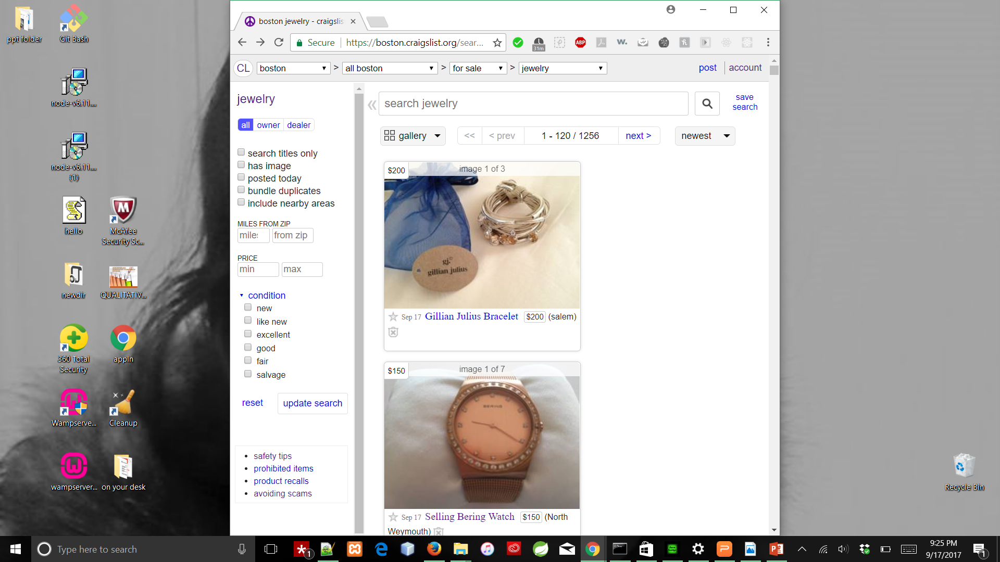 ppt folder
Git Bash
node-v6.11....
node-v6.11....
(1)
hello
McAfee
Security Sc...
newdir
QUALITATIV...
360 Total
Security
appIn
Wampserve...
Cleanup
wampserver...
on your desk
Recycle Bin
boston jewelry - craigslis
Secure
https://boston.craigslist.org/sear...
31m
ABP
w.
CL
boston
>
all boston
>
for sale
>
jewelry
post
account
jewelry
all
owner
dealer
search titles only
has image
posted today
bundle duplicates
include nearby areas
MILES FROM ZIP
miles
from zip
PRICE
min
max
condition
new
like new
excellent
good
fair
salvage
reset
update search
safety tips
prohibited items
product recalls
avoiding scams
«
search jewelry
save
search
gallery
<<
< prev
1 - 120 / 1256
next >
newest
$200
image 1 of 3
gj.©
gillian julius
Sep 17 Gillian Julius Bracelet $200 (salem)
$150
image 1 of 7
BERING
Sep 17 Selling Bering Watch $150 (North
Weymouth)
Type here to search
1
9:25 PM
9/17/2017
1